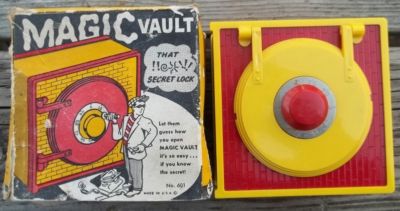 MAGIC VAULT
THAT
!!@¢%!
SECRET LOCK
Let them
guess how
you open
MAGIC VAULT
it's so easy...
if you know
the secret!
No. 601
MADE IN U.S.A. ©